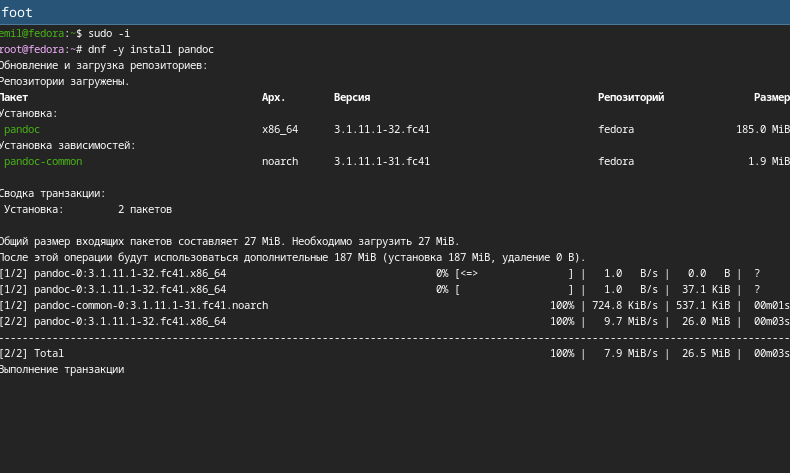 foot
emil@fedora:~$ sudo -i
root@fedora:~# dnf -y install pandoc
Обновление и загрузка репозиториев:
Репозитории загружены.
Пакет Арх. Версия Репозиторий Размер
Установка:
pandoc x86_64 3.1.11.1-32.fc41 fedora 185.0 MiB
Установка зависимостей:
pandoc-common noarch 3.1.11.1-31.fc41 fedora 1.9 MiB
Сводка транзакции:
Установка: 2 пакетов
Общий размер входящих пакетов составляет 27 MiB. Необходимо загрузить 27 MiB.
После этой операции будут использоваться дополнительные 187 MiB (установка 187 MiB, удаление 0 B).
[1/2] pandoc-0:3.1.11.1-32.fc41.x86_64 0% [<=> ] | 1.0 B/s | 0.0 B | ?
[1/2] pandoc-0:3.1.11.1-32.fc41.x86_64 0% [ ] | 1.0 B/s | 37.1 KiB | ?
[1/2] pandoc-common-0:3.1.11.1-31.fc41.noarch 100% | 724.8 KiB/s | 537.1 KiB | 00m01s
[2/2] pandoc-0:3.1.11.1-32.fc41.x86_64 100% | 9.7 MiB/s | 26.0 MiB | 00m03s
--------------------------------------------------------------------------------
[2/2] Total 100% | 7.9 MiB/s | 26.5 MiB | 00m03s
Выполнение транзакции